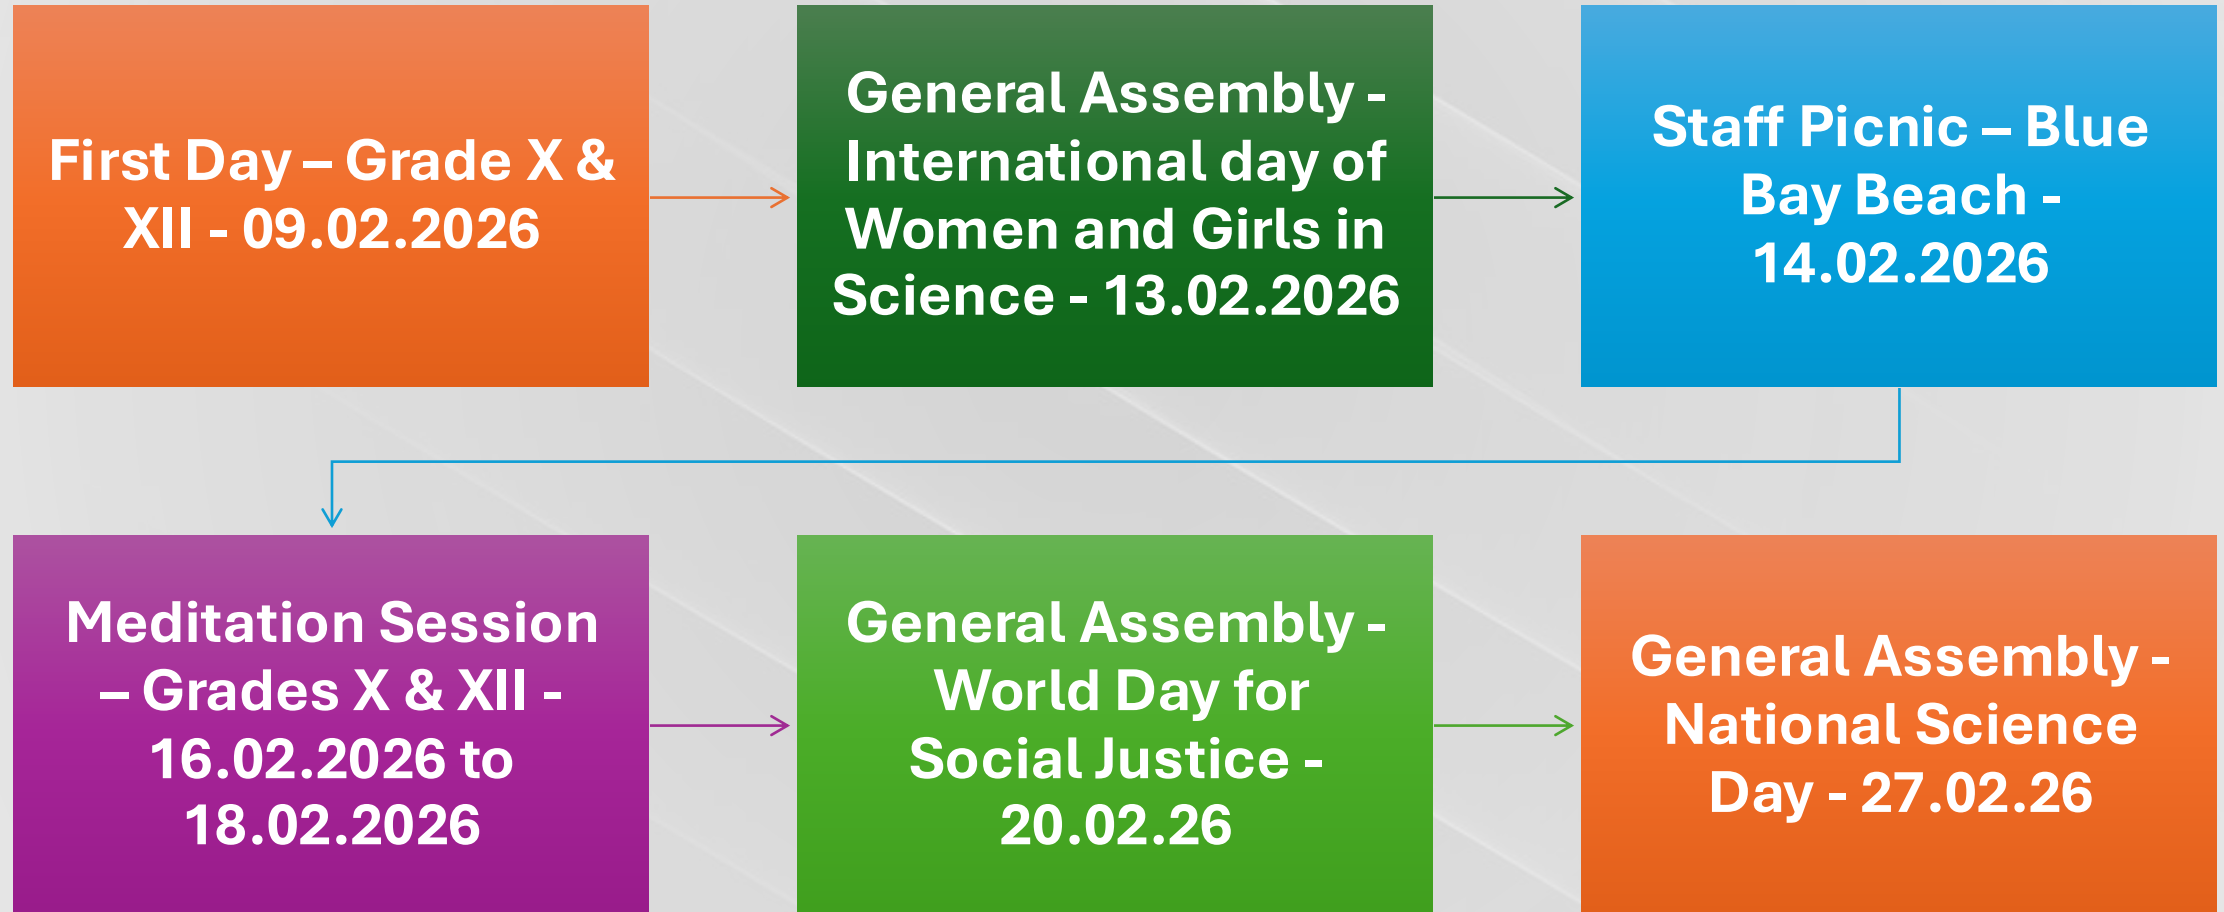 First Day – Grade X &
XII - 09.02.2026
General Assembly -
International day of
Women and Girls in
Science - 13.02.2026
Staff Picnic – Blue
Bay Beach -
14.02.2026
Meditation Session
– Grades X & XII -
16.02.2026 to
18.02.2026
General Assembly -
World Day for
Social Justice -
20.02.26
General Assembly -
National Science
Day - 27.02.26